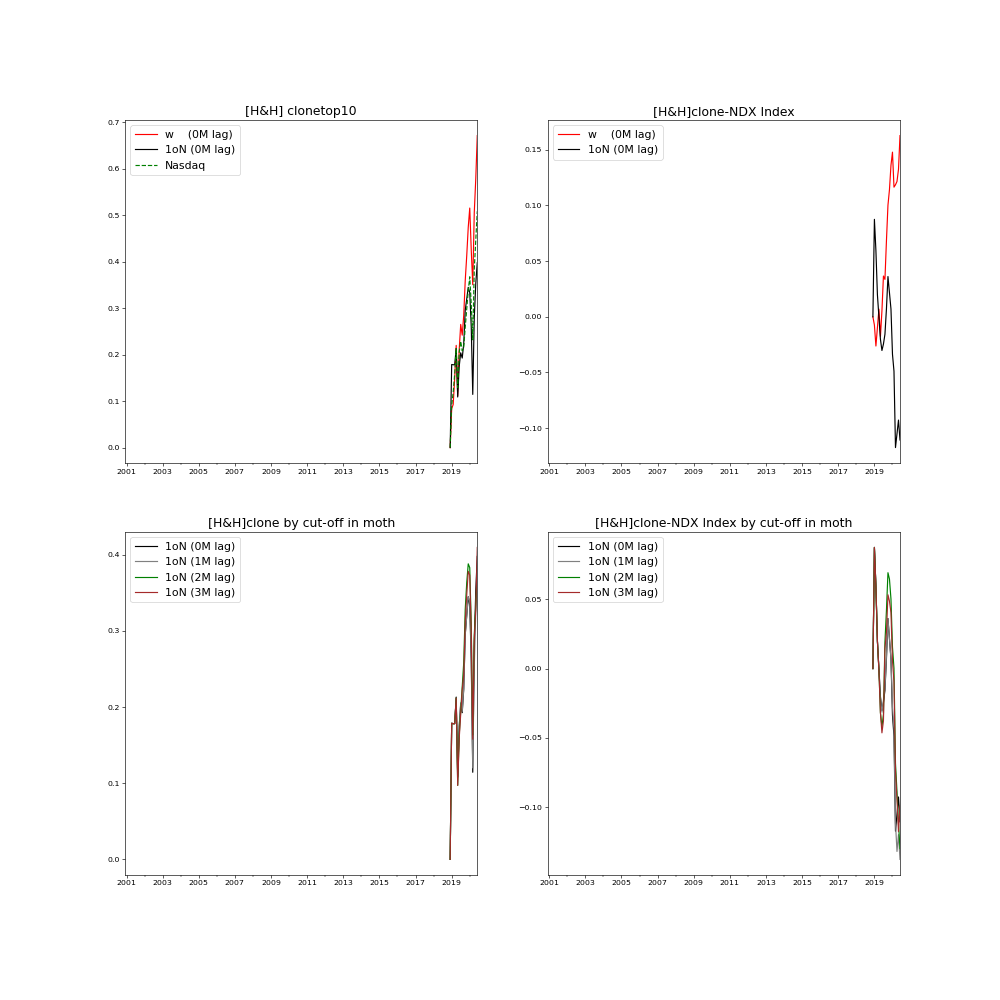 [H&H] clonetop10
w    (0M lag)
1oN (0M lag)
Nasdaq
0.7
0.6
0.5
0.4
0.3
0.2
0.1
0.0
2001 2003 2005 2007 2009 2011 2013 2015 2017 2019
[H&H]clone-NDX Index
w    (0M lag)
1oN (0M lag)
0.15
0.10
0.05
0.00
−0.05
−0.10
2001 2003 2005 2007 2009 2011 2013 2015 2017 2019
[H&H]clone by cut-off in moth
1oN (0M lag)
1oN (1M lag)
1oN (2M lag)
1oN (3M lag)
0.4
0.3
0.2
0.1
0.0
2001 2003 2005 2007 2009 2011 2013 2015 2017 2019
[H&H]clone-NDX Index by cut-off in moth
1oN (0M lag)
1oN (1M lag)
1oN (2M lag)
1oN (3M lag)
0.05
0.00
−0.05
−0.10
2001 2003 2005 2007 2009 2011 2013 2015 2017 2019